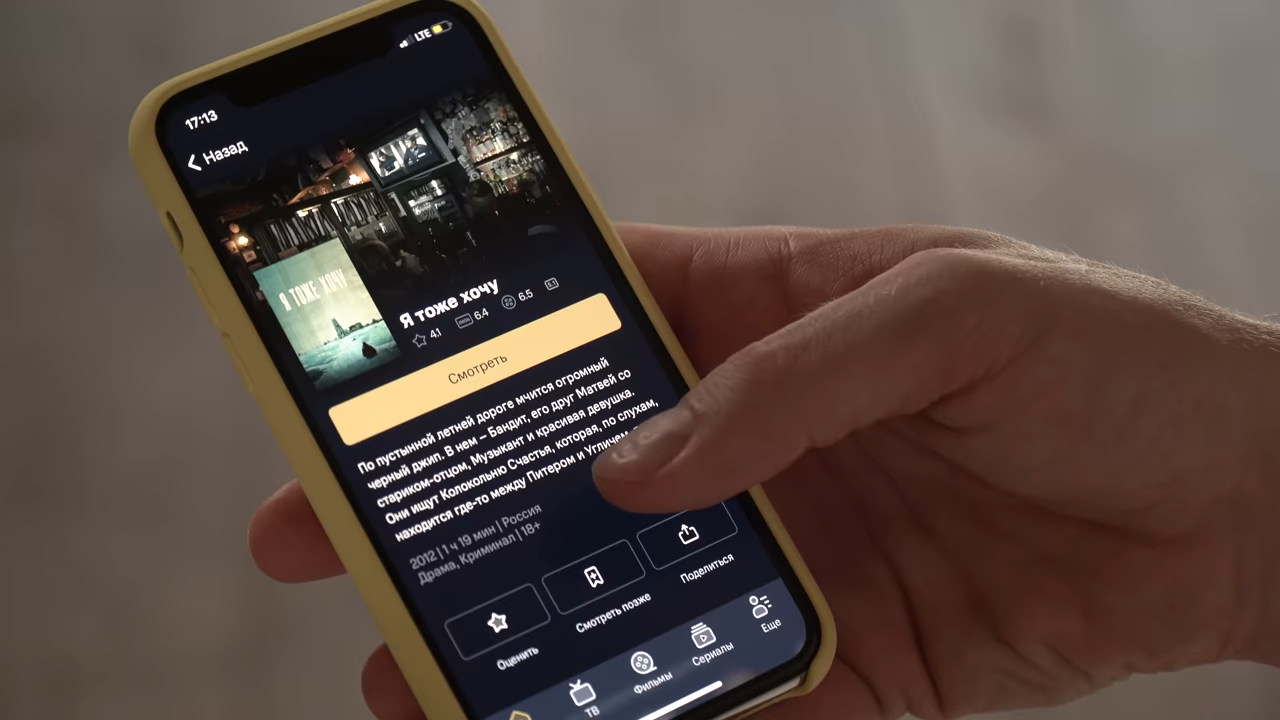 LTE
17:13
Назад
Я ТОЖЕ ХОЧУ
Я тоже хочу
4.1 IMDb 6.4 6.5
Смотреть
По пустынной летней дороге мчится огромный
черный джип. В нем – Бандит, его друг Матвей со
стариком-отцом, Музыкант и красивая девушка.
Они ищут Колокольню Счастья, которая, по слухам,
находится где-то между Питером и Угличем
2012 | 1 ч 19 мин | Россия
Драма, Криминал | 18+
Оценить
Смотреть позже
Поделиться
ТВ
Фильмы
Сериалы
Еще